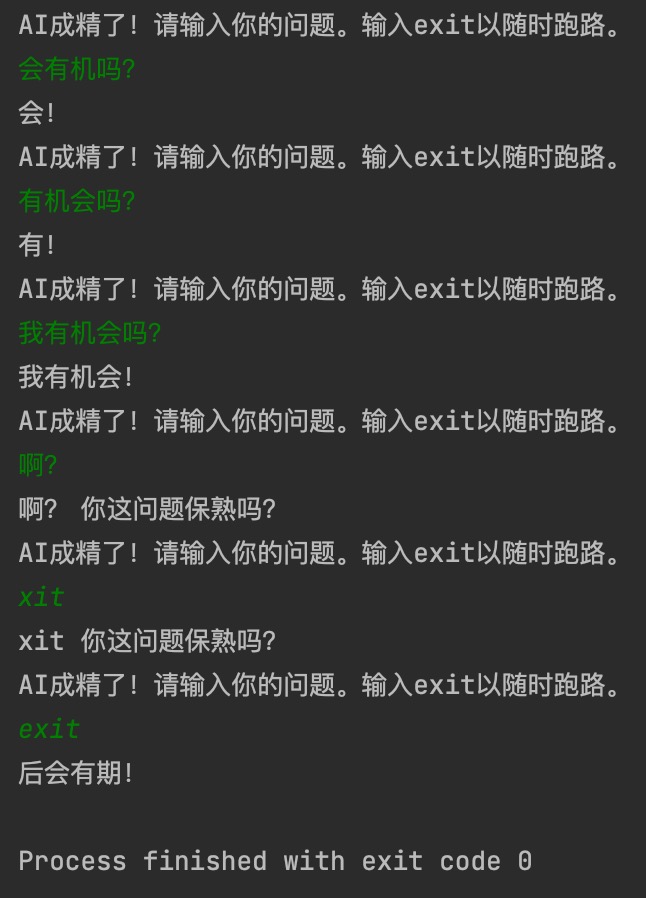 AI成精了！请输入你的问题。输入exit以随时跑路。
会有机吗？
会！
AI成精了！请输入你的问题。输入exit以随时跑路。
有机会吗？
有！
AI成精了！请输入你的问题。输入exit以随时跑路。
我有机会吗？
我有机会！
AI成精了！请输入你的问题。输入exit以随时跑路。
啊？
啊？ 你这问题保熟吗？
AI成精了！请输入你的问题。输入exit以随时跑路。
xit
xit 你这问题保熟吗？
AI成精了！请输入你的问题。输入exit以随时跑路。
exit
后会有期！
Process finished with exit code 0